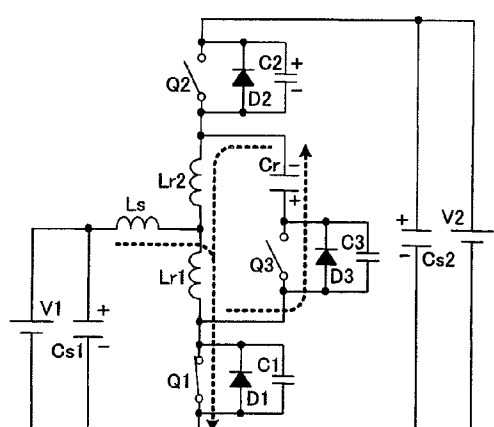 C2
+
-
Q2
D2
Cr
-
+
Lr2
Ls
C3
Q3
D3
+
-
Cs2
V2
Lr1
V1
+
-
Cs1
Q1
C1
D1